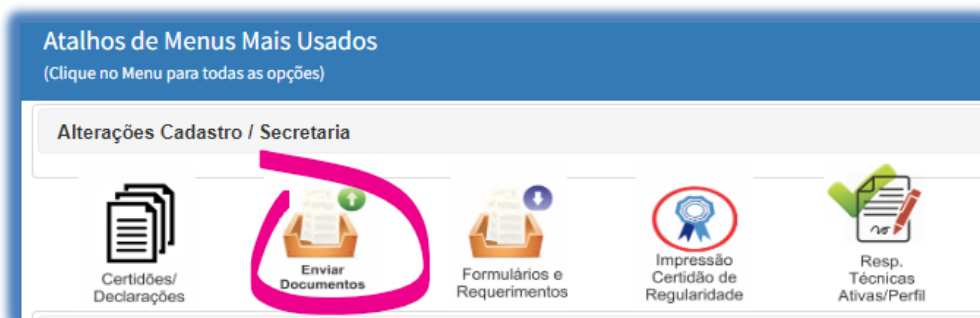 Atalhos de Menus Mais Usados
(Clique no Menu para todas as opções)
Alterações Cadastro / Secretaria
Certidões/
Declarações
Enviar
Documentos
Formulários e
Requerimentos
Impressão
Certidão de
Regularidade
Resp.
Técnicas
Ativas/Perfil